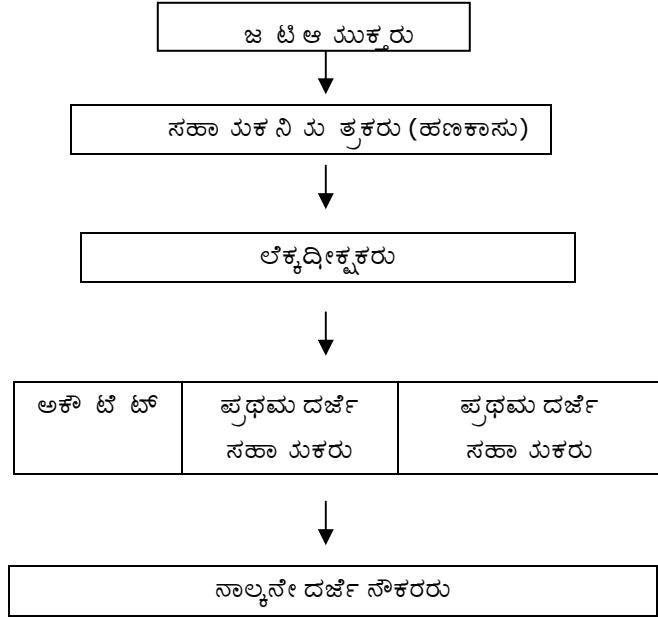 ಜ ಟಿ ಆ ಯುಕ್ತರು
ಸಹಾ ಯಕ ನಿ ಯ ತ್ರಕರು (ಹಣಕಾಸು)
ಲೆಕ್ಕಧೀಕ್ಷಕರು
ಅಕೌ ಟೆ ಟ್ ಪ್ರಥಮ ದರ್ಜೆ ಪ್ರಥಮ ದರ್ಜೆ
ಸಹಾ ಯಕರು ಸಹಾ ಯಕರು
ನಾಲ್ಕನೇ ದರ್ಜೆ ನೌಕರರು